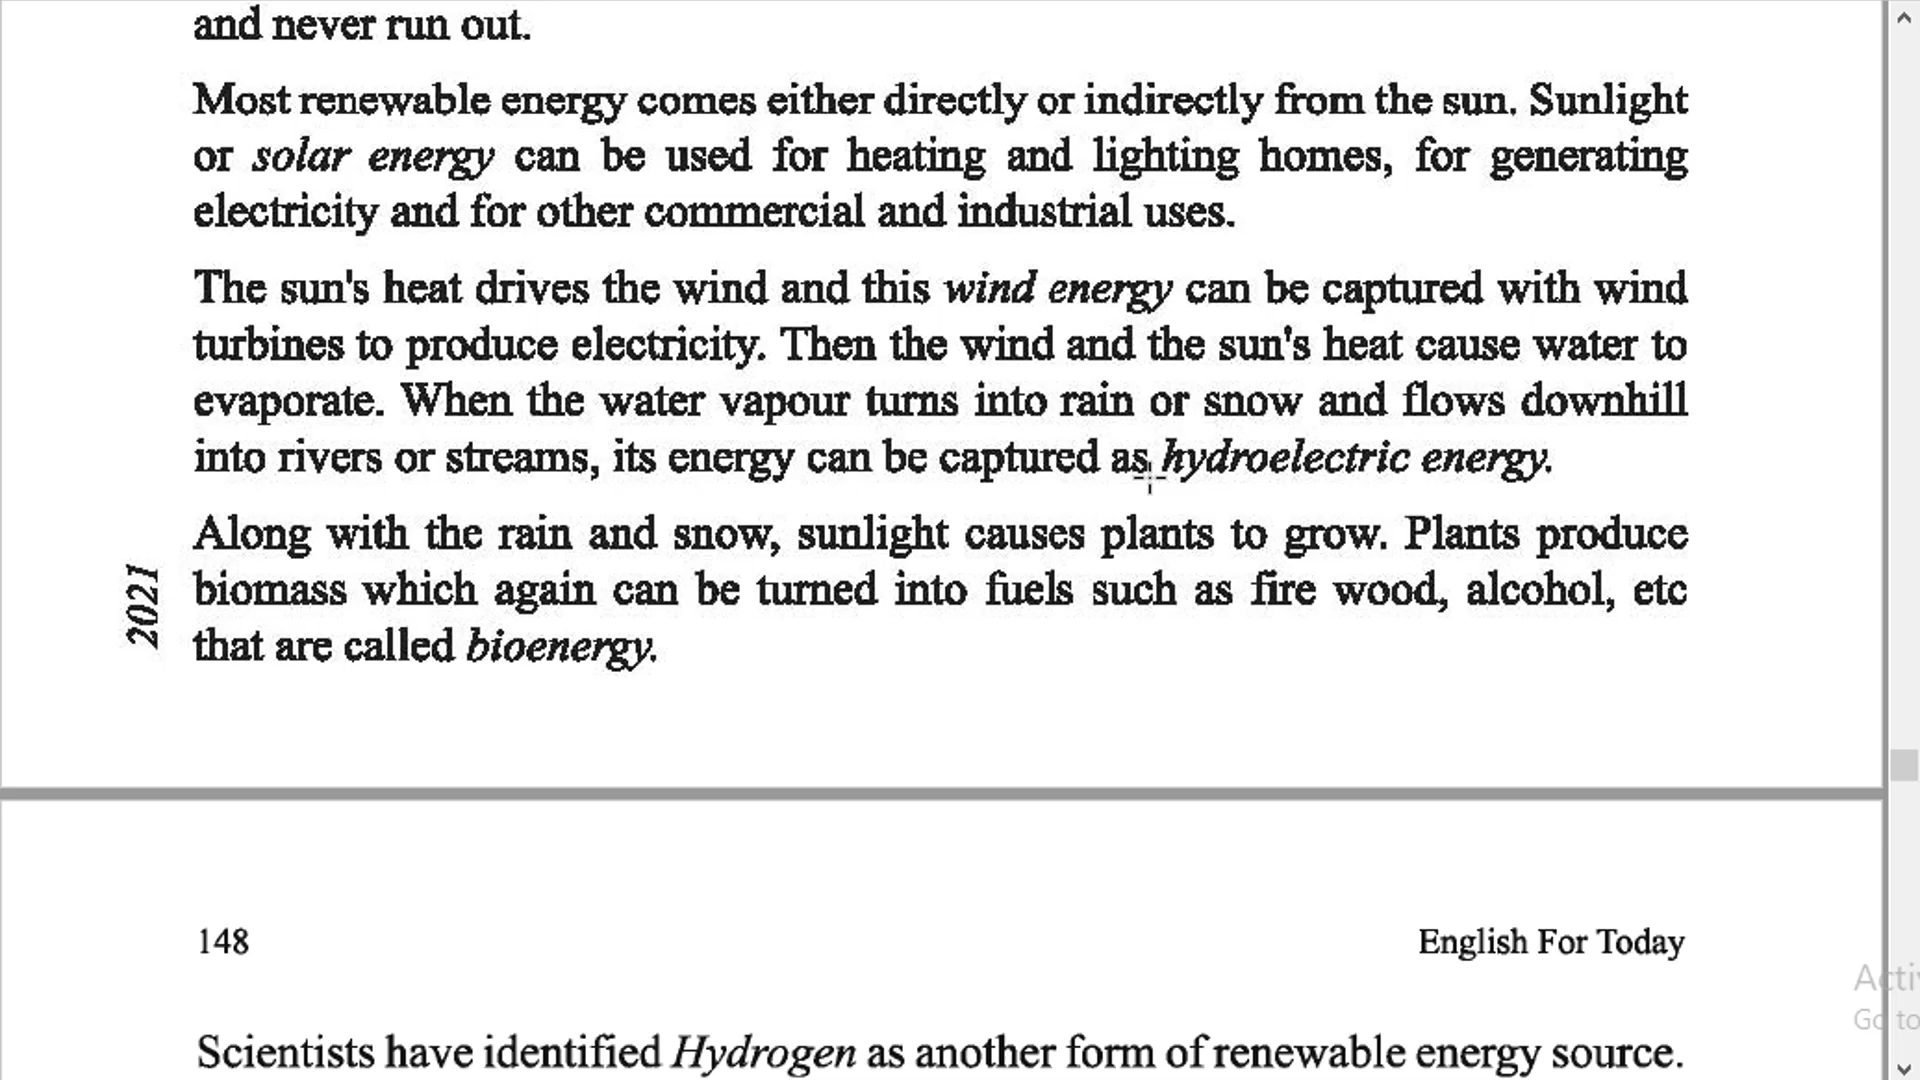 and never run out.
Most renewable energy comes either directly or indirectly from the sun. Sunlight
or solar energy can be used for heating and lighting homes, for generating
electricity and for other commercial and industrial uses.
The sun's heat drives the wind and this wind energy can be captured with wind
turbines to produce electricity. Then the wind and the sun's heat cause water to
evaporate. When the water vapour turns into rain or snow and flows downhill
into rivers or streams, its energy can be captured as hydroelectric energy.
Along with the rain and snow, sunlight causes plants to grow. Plants produce
biomass which again can be turned into fuels such as fire wood, alcohol, etc
that are called bioenergy.
2021
148 English For Today
Scientists have identified Hydrogen as another form of renewable energy source.
Go to